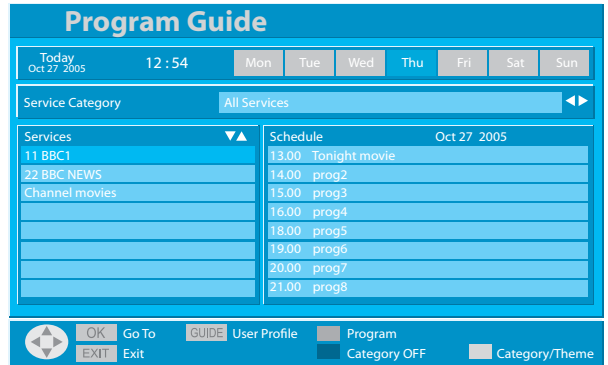 Program Guide
Today
Oct 27 2005
12:54
Mon Tue Wed Thu Fri Sat Sun
Service Category
All Services
Services
11 BBC1
22 BBC NEWS
Channel movies
Schedule Oct 27 2005
13.00 Tonight movie
14.00 prog2
15.00 prog3
16.00 prog4
18.00 prog5
19.00 prog6
20.00 prog7
21.00 prog8
OK Go To GUIDE User Profile Program
EXIT Exit Category OFF Category/Theme